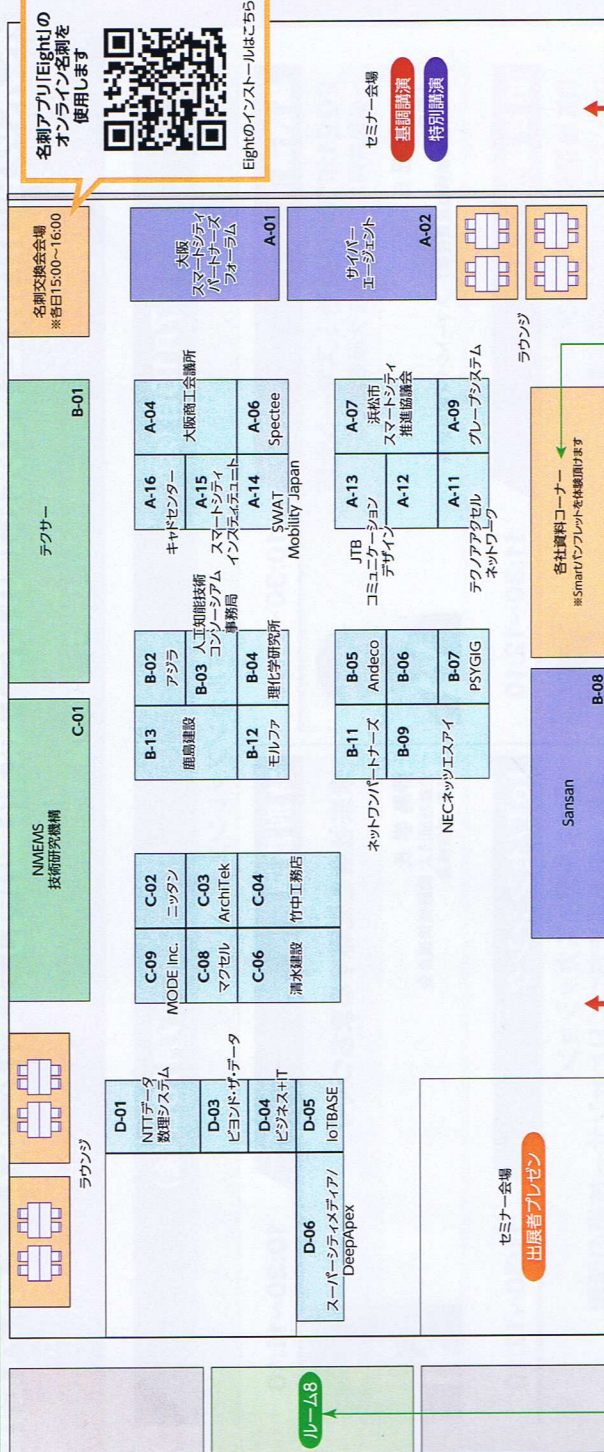 ルーム8
ラウンジ
D-01
NTTデータ
数理システム
D-03
ビヨンド・ザ・データ
D-04
ビジネス+IT
D-05
IoTBASE
D-06
スーパーシティメディア/
DeepApex
セミナー会場
出展者プレゼン
NMEMS
技術研究機構
C-01
C-09
MODE Inc.
C-02
ニッタン
C-08
マクセル
C-03
ArchiTek
C-06
清水建設
C-04
竹中工務店
テクサー
B-01
B-13
鹿島建設
B-02
アジラ
B-03
人工知能技術
コンソーシアム
事務局
B-12
モルフォ
B-04
理化学研究所
B-11
ネットワンパートナーズ
B-05
Andeco
B-09
NECネッツエスアイ
B-06
B-07
PSYGIG
Sansan
B-08
A-16
キャドセンター
A-04
大阪商工会議所
A-15
スマートシティ
インスティテュート
A-14
SWAT
Mobility Japan
A-06
Spectee
A-13
JTB
コミュニケーション
デザイン
A-07
浜松市
スマートシティ
推進協議会
A-12
A-11
テクノアアクセル
ネットワーク
A-09
グレープシステム
各社資料コーナー
※Smartパンフレットを体験頂けます
名刺交換会会場
※各日15:00~16:00
大阪
スマートシティ
パートナーズ
フォーラム
A-01
サイバー
エージェント
A-02
ラウンジ
名刺アプリ「Eight」の
オンライン名刺を
使用します
Eightのインストールはこちら
セミナー会場
基調講演
特別講演